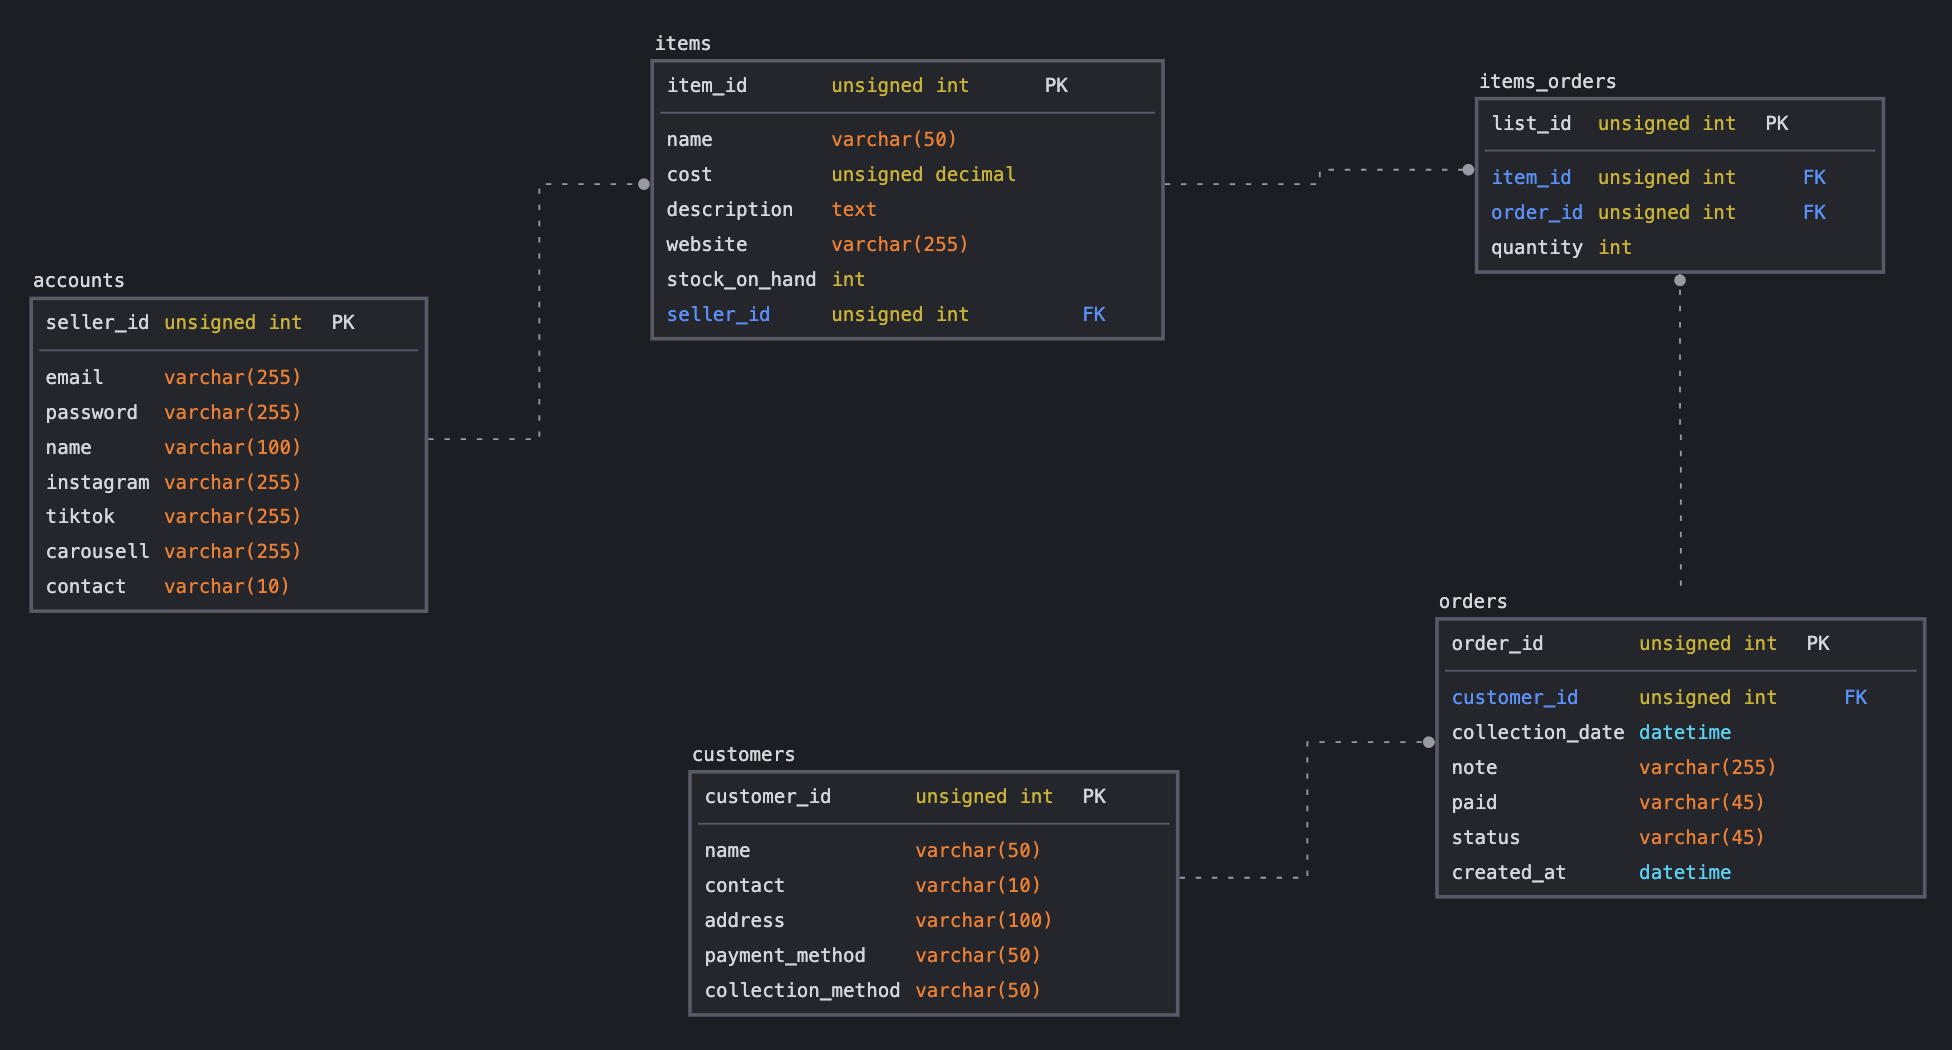 items
item_id unsigned int PK
name varchar(50)
cost unsigned decimal
description text
website varchar(255)
stock_on_hand int
seller_id unsigned int FK
items_orders
list_id unsigned int PK
item_id unsigned int FK
order_id unsigned int FK
quantity int
accounts
seller_id unsigned int PK
email varchar(255)
password varchar(255)
name varchar(100)
instagram varchar(255)
tiktok varchar(255)
carousell varchar(255)
contact varchar(10)
orders
order_id unsigned int PK
customer_id unsigned int FK
collection_date datetime
note varchar(255)
paid varchar(45)
status varchar(45)
created_at datetime
customers
customer_id unsigned int PK
name varchar(50)
contact varchar(10)
address varchar(100)
payment_method varchar(50)
collection_method varchar(50)